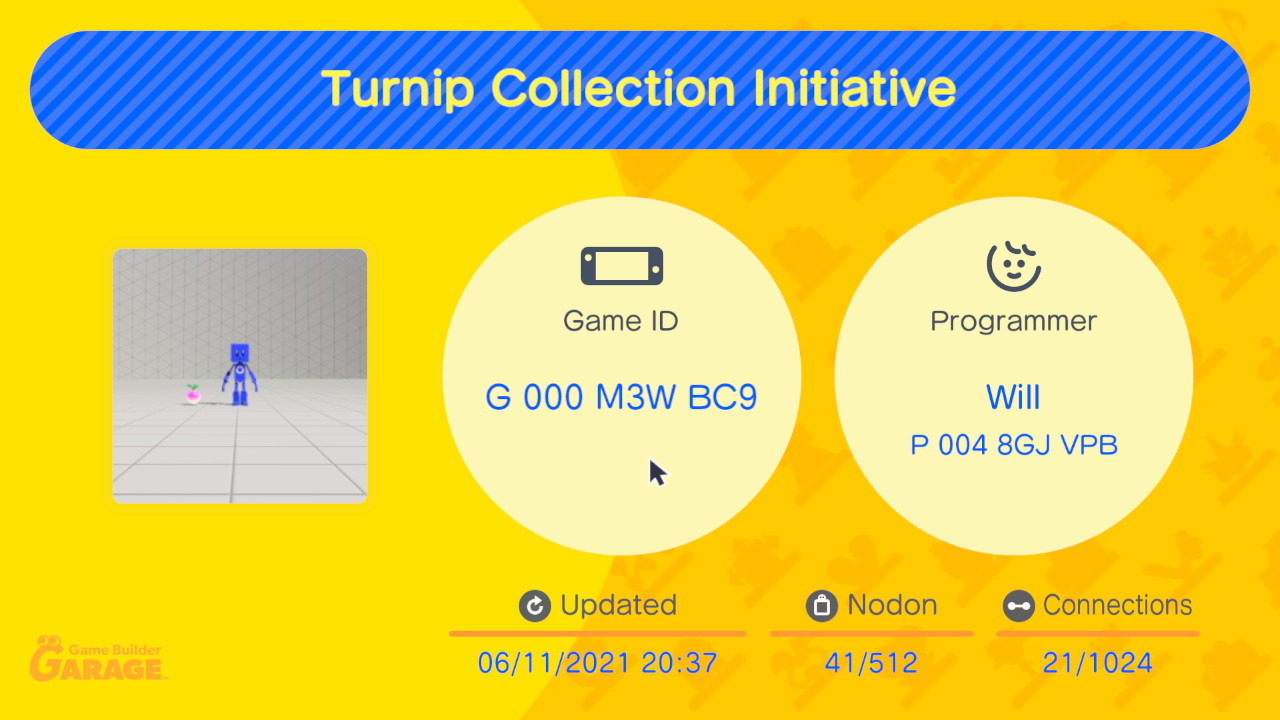 Turnip Collection Initiative
Game ID
G 000 M3W BC9
Programmer
Will
P 004 8GJ VPB
Updated
06/11/2021 20:37
Nodon
41/512
Connections
21/1024
Game Builder
GARAGE